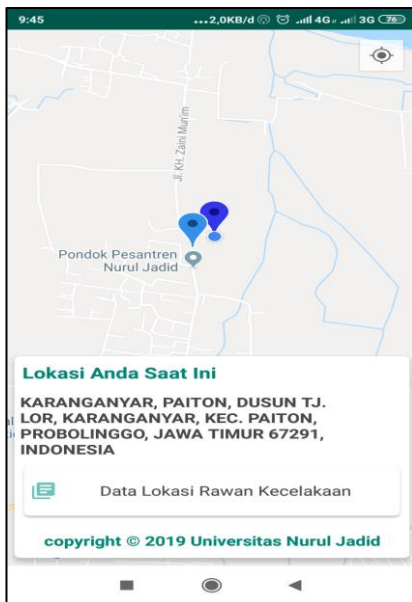 9:45
...2,0KB/d 4G 3G 76
Jl. KH. Zaini Mun'im
Pondok Pesantren
Nurul Jadid
Lokasi Anda Saat Ini
KARANGANYAR, PAITON, DUSUN TJ.
LOR, KARANGANYAR, KEC. PAITON,
PROBOLINGGO, JAWA TIMUR 67291,
INDONESIA
Data Lokasi Rawan Kecelakaan
copyright © 2019 Universitas Nurul Jadid